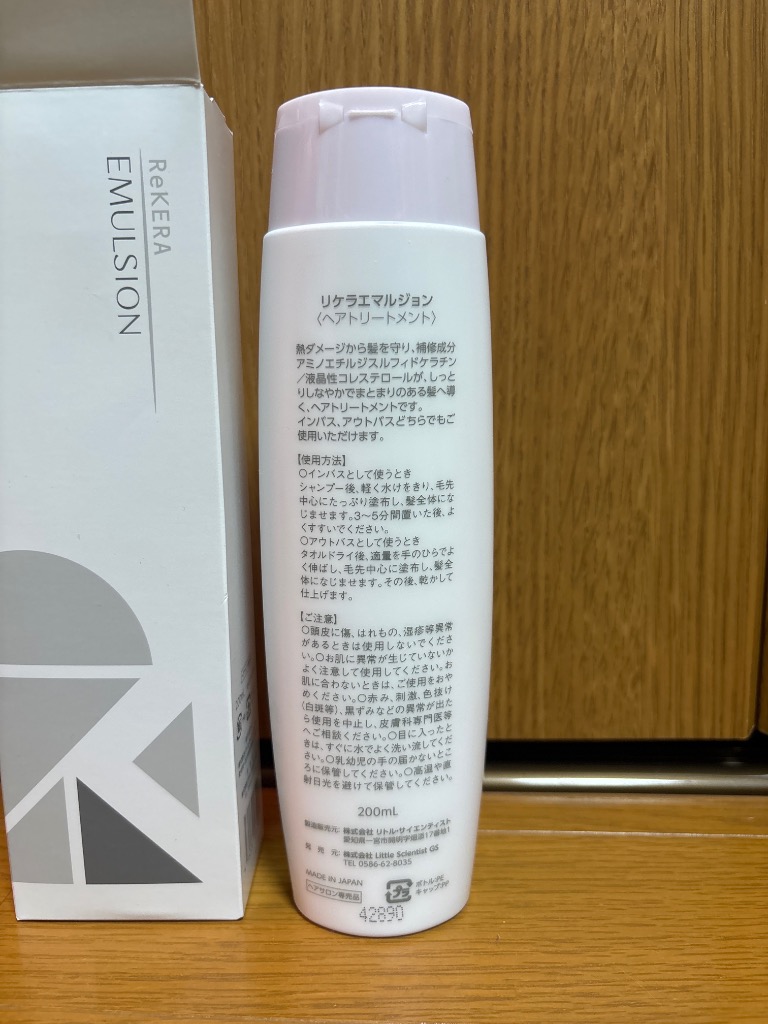 ReKERA
EMULSION
リケラエマルジョン
〈ヘアトリートメント〉
熱ダメージから髪を守り、補修成分
アミノエチルジスルフィドケラチン
/液晶性コレステロールが、しっと
りしなやかでまとまりのある髪へ導
く、ヘアトリートメントです。
インバス、アウトバスどちらでもご
使用いただけます。
【使用方法】
○インバスとして使うとき
シャンプー後、軽く水けをきり、毛先
中心にたっぷり塗布し、髪全体にな
じませます。3〜5分間置いた後、よ
くすすいでください。
○アウトバスとして使うとき
タオルドライ後、適量を手のひらでよ
く伸ばし、毛先中心に塗布し、髪全
体になじませます。その後、乾かして
仕上げます。
【ご注意】
○頭皮に傷、はれもの、湿疹等異常
があるときは使用しないでくださ
い。○お肌に異常が生じていないか
よく注意して使用してください。お
肌に合わないときは、ご使用をおや
めください。○赤み、刺激、色抜け
(白斑等)、黒ずみなどの異常が出た
ら使用を中止し、皮膚科専門医等
へご相談ください。○目に入ったと
きは、すぐに水でよく洗い流してくだ
さい。○乳幼児の手の届かないとこ
ろに保管してください。○高温や直
射日光を避けて保管してください。
200mL
製造販売元: 株式会社 リトル・サイエンティスト
愛知県一宮市
発 売 元: 株式会社 Little Scientist GS
TEL 0586-62-8035
MADE IN JAPAN
ヘアサロン専売品
プラ
ボトル:PE
キャップ:PP
42890